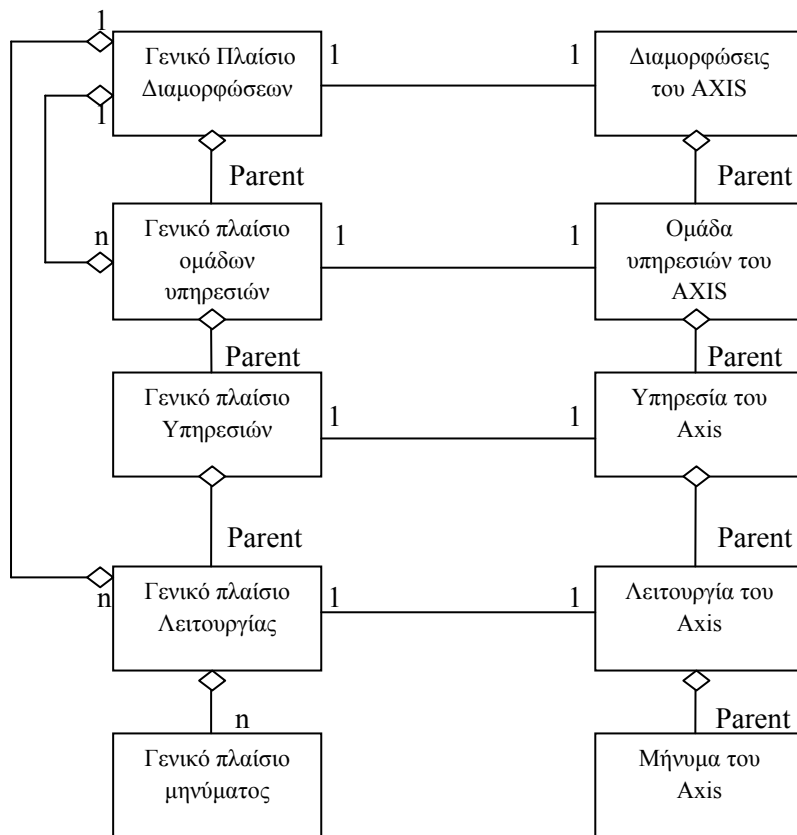 1
Γενικό Πλαίσιο
Διαμορφώσεων
1
1
Διαμορφώσεις
του AXIS
1
Parent
Parent
n
Γενικό πλαίσιο
ομάδων
υπηρεσιών
1
1
Ομάδα
υπηρεσιών του
AXIS
Parent
Parent
Γενικό πλαίσιο
Υπηρεσιών
1
1
Υπηρεσία του
Axis
Parent
Parent
n
Γενικό πλαίσιο
Λειτουργίας
1
1
Λειτουργία του
Axis
n
Parent
Γενικό πλαίσιο
μηνύματος
Μήνυμα του
Axis